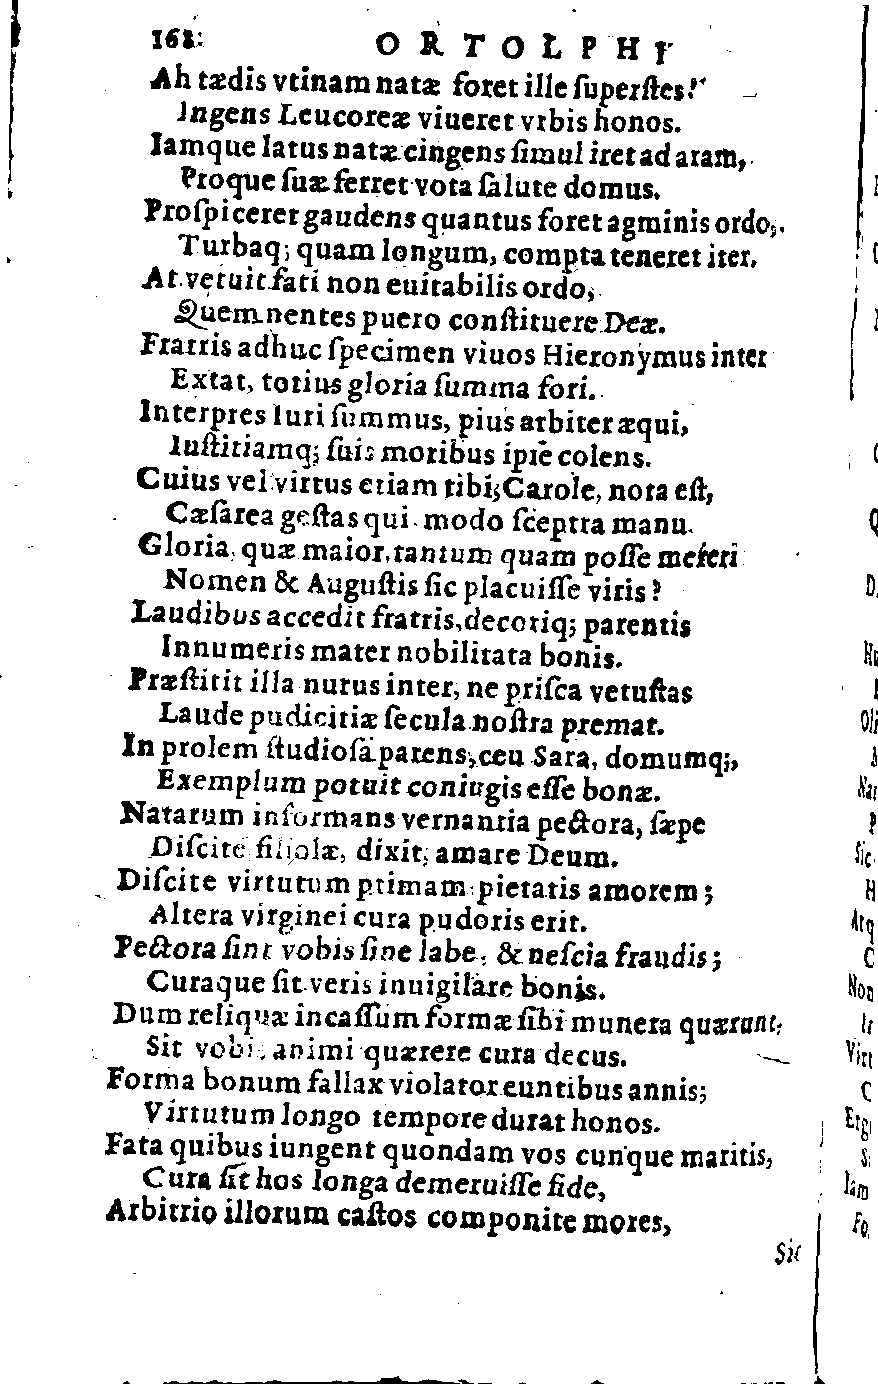 168. ORTOLPHI
Ah tædis vtinam natæ foret ille ſuperſtes!
Ingens Leucoreæ viueret vrbis honos.
Iamque latus natæ cingens ſimul iret ad aram,
Proque ſuæ ferret vota ſalute domus.
Proſpiceret gaudens quantus foret agminis ordo,
Turbaq; quam longum, compta teneret iter.
At vetuit fati non euitabilis ordo,
Quem nentes puero conſtituere Deæ.
Fratris adhuc ſpecimen viuos Hieronymus inter
Extat, totius gloria ſumma fori.
Interpres Iuri ſummus, pius arbiter æqui,
Iuſtitiamq; ſuis moribus ipſe colens.
Cuius vel virtus etiam tibi, Carole, nota eſt,
Cæſarea geſtas qui modo ſceptra manu.
Gloria, quæ maior, tantum quam poſſe mereri
Nomen & Auguſtis ſic placuiſſe viris?
Laudibus accedit fratris, decoriq; parentis
Innumeris mater nobilitata bonis.
Præſtitit illa nurus inter, ne priſca vetuſtas
Laude pudicitiæ ſecula noſtra premat.
In prolem ſtudioſa parens, ceu Sara, domumq;,
Exemplum potuit coniugis eſſe bonæ.
Natarum informans vernantia pectora, ſæpe
Diſcite filiolæ, dixit, amare Deum.
Diſcite virtutum primam pietatis amorem;
Altera virginei cura pudoris erit.
Pectora ſint vobis ſine labe, & neſcia fraudis;
Curaque ſit veris inuigilare bonis.
Dum reliquæ incaſſum formæ ſibi munera quærunt,
Sit vobis animi quærere cura decus.
Forma bonum fallax violator euntibus annis;
Virtutum longo tempore durat honos.
Fata quibus iungent quondam vos cunque maritis,
Cura ſit hos longa demeruiſſe fide,
Arbitrio illorum caſtos componite mores,
Sic